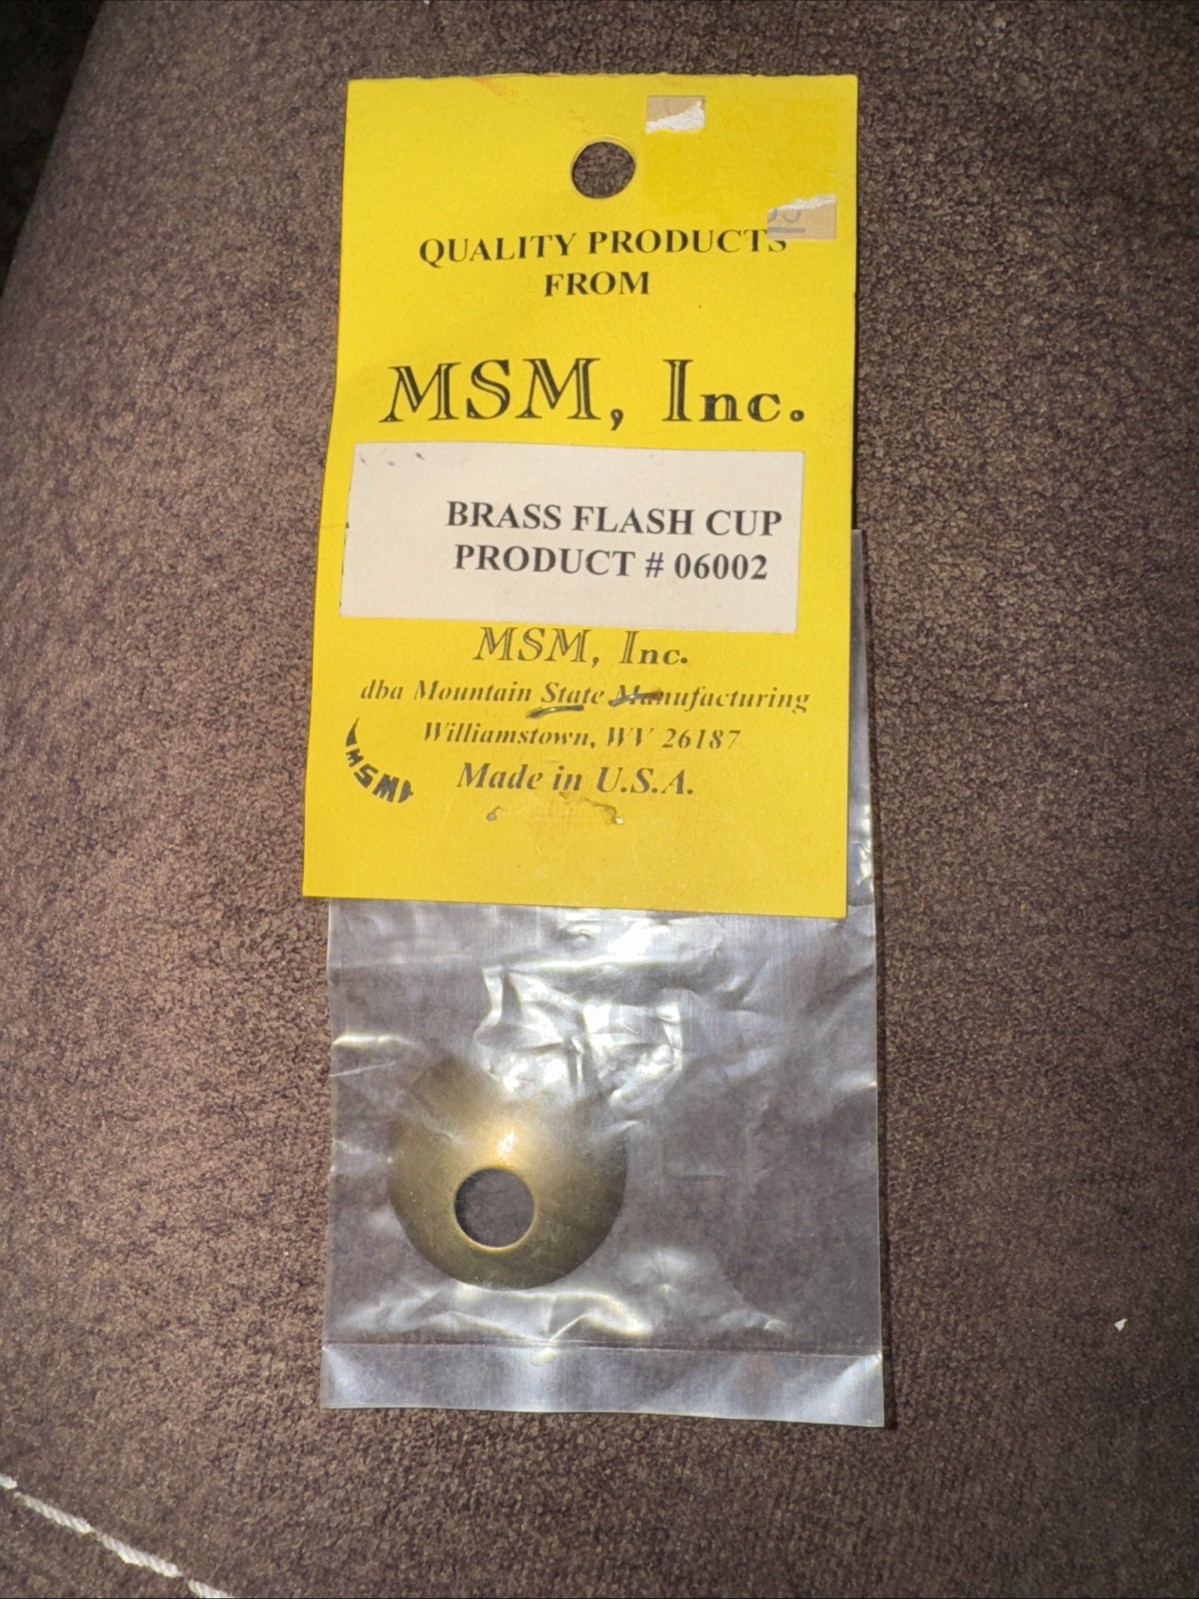 QUALITY PRODUCTS
FROM
MSM, Inc.
BRASS FLASH CUP
PRODUCT # 06002
MSM, Inc.
dba Mountain State Manufacturing
Williamstown, WV 26187
MSM
Made in U.S.A.